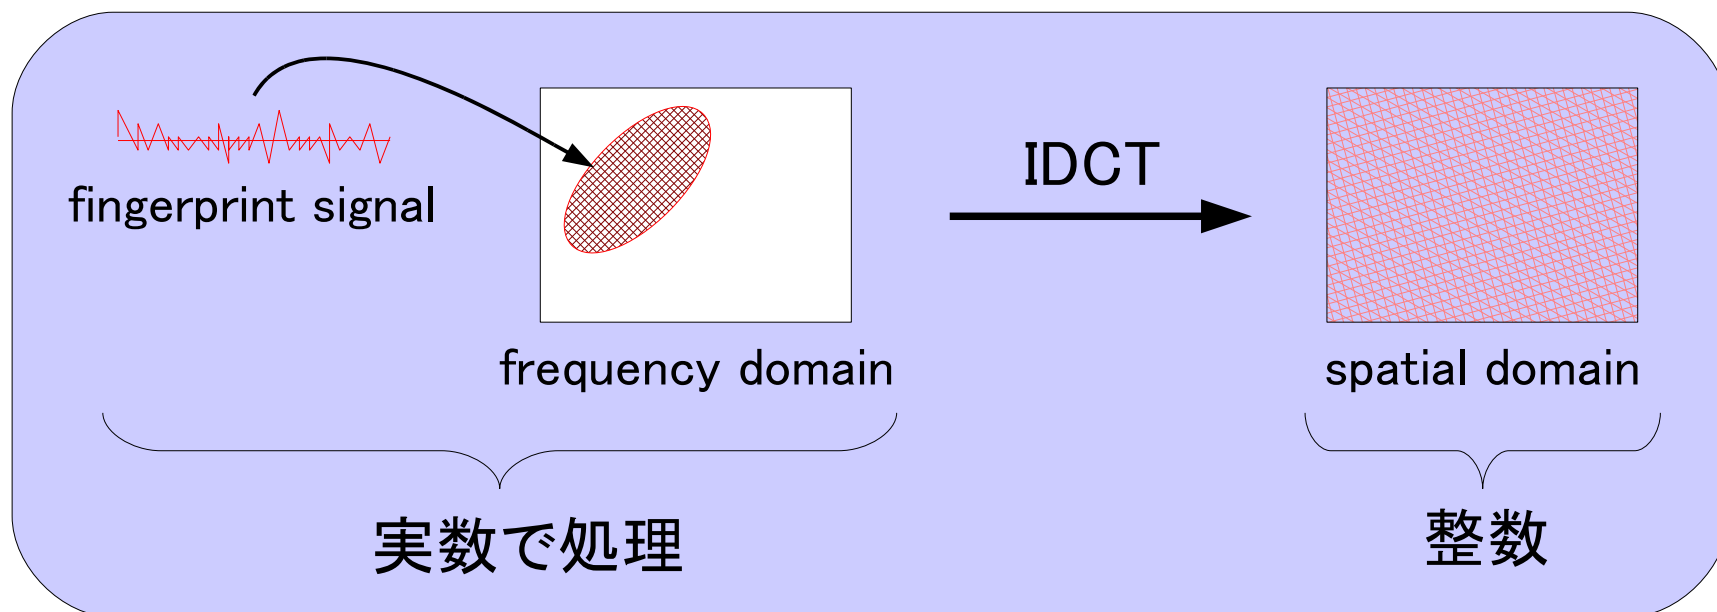 IDCT
fingerprint signal
frequency domain
spatial domain
実数で処理
整数